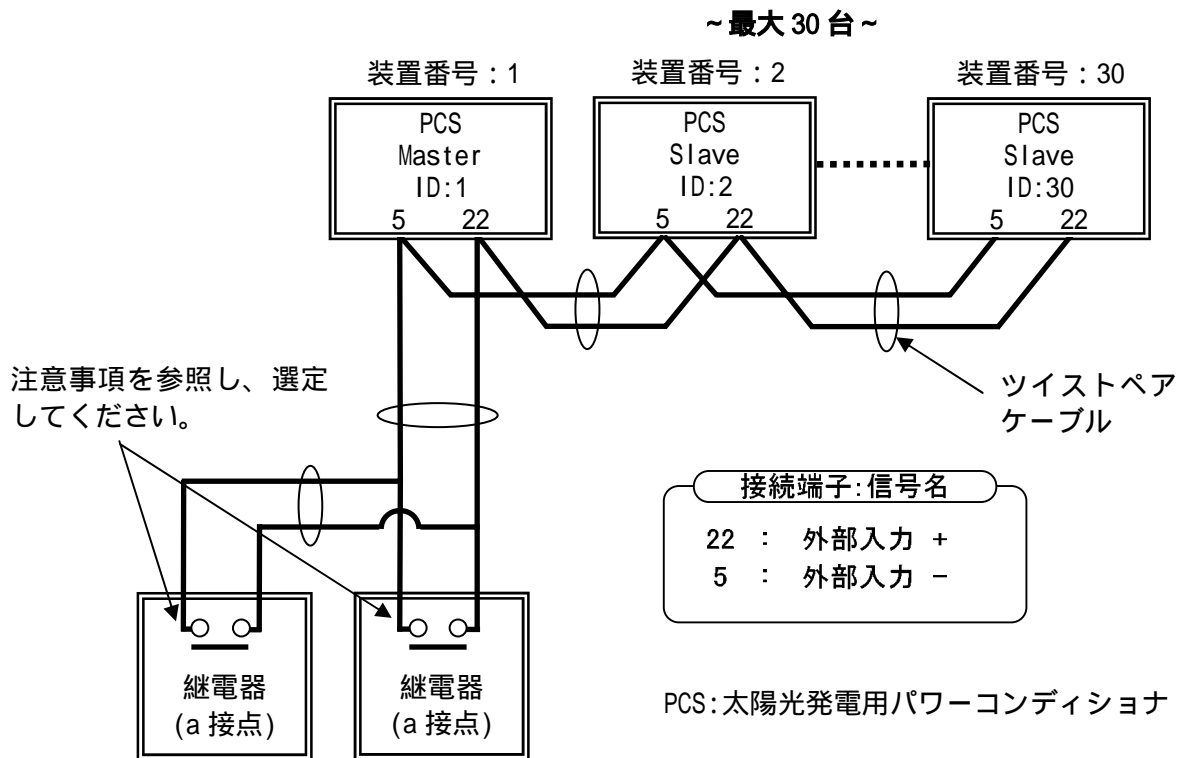 ~最大 30 台~
装置番号：1
装置番号：2
装置番号：30
PCS
Master
ID:1
5 22
PCS
Slave
ID:2
5 22
PCS
Slave
ID:30
5 22
注意事項を参照し、選定
してください。
ツイストペア
ケーブル
接続端子:信号名
22 : 外部入力 +
5 : 外部入力 -
継電器
(a 接点)
継電器
(a 接点)
PCS:太陽光発電用パワーコンディショナ